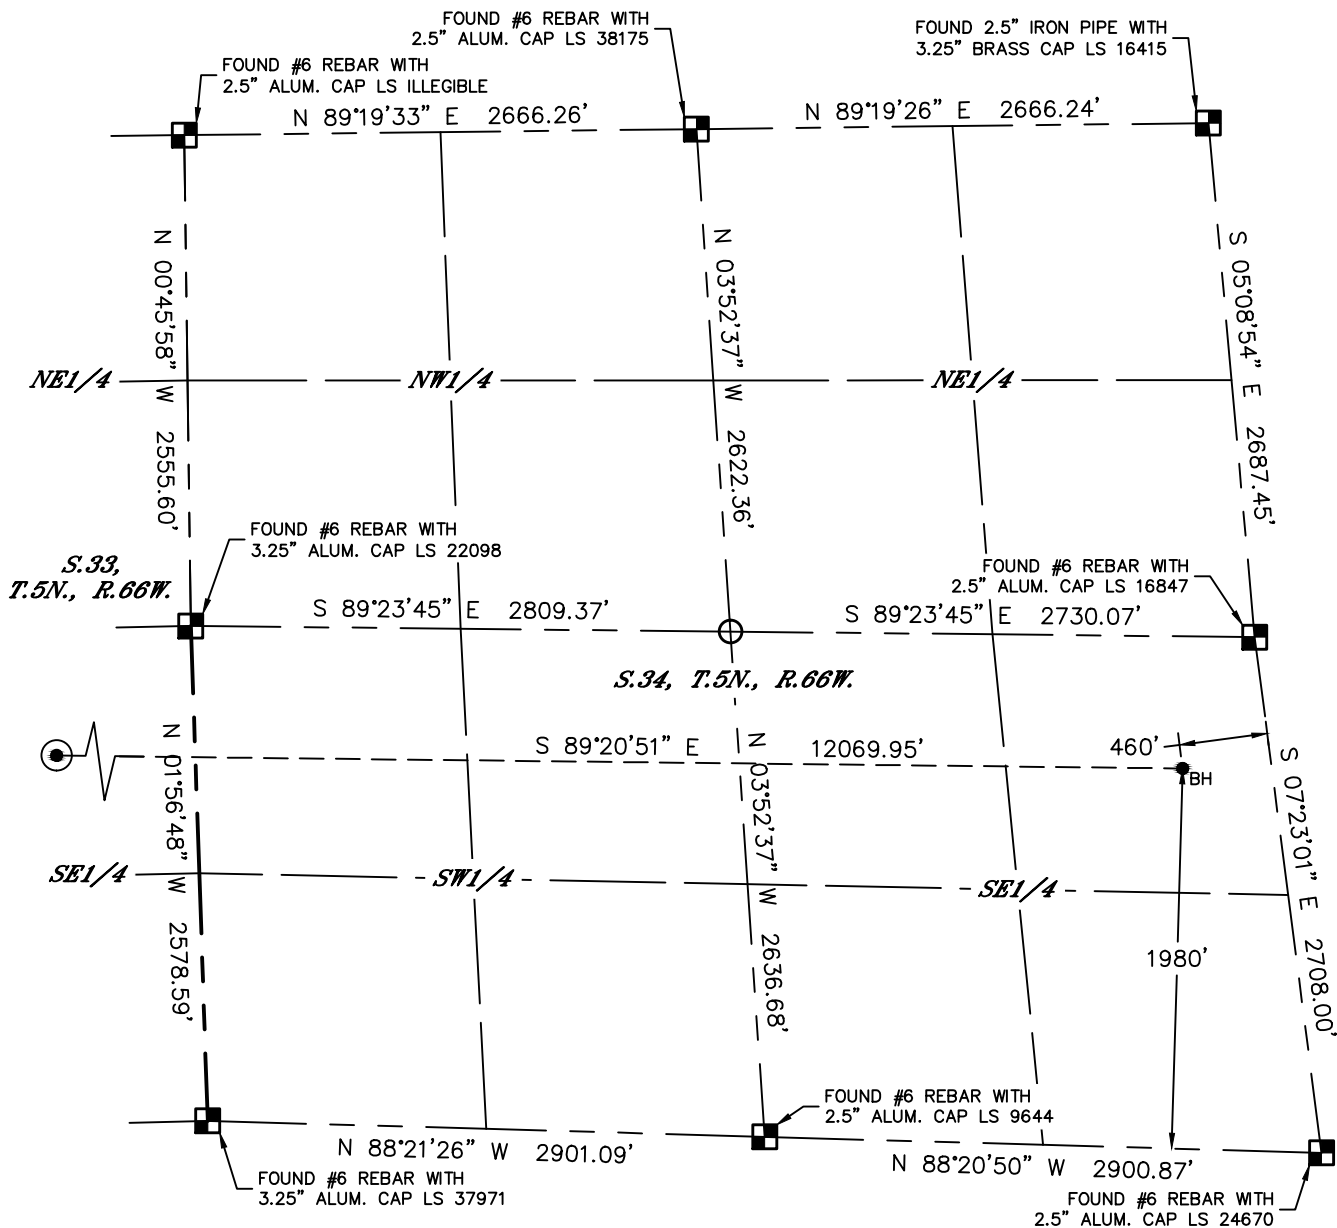 FOUND #6 REBAR WITH
2.5" ALUM. CAP LS 38175
FOUND 2.5" IRON PIPE WITH
3.25" BRASS CAP LS 16415
FOUND #6 REBAR WITH
2.5" ALUM. CAP LS ILLEGIBLE
N 89°19'33" E 2666.26'
N 89°19'26" E 2666.24'
N 00°45'58" W 2555.60'
N 03°52'37" W 2622.36'
S 05°08'54" E 2687.45'
NE1/4
NW1/4
NE1/4
FOUND #6 REBAR WITH
3.25" ALUM. CAP LS 22098
S.33,
T.5N., R.66W.
FOUND #6 REBAR WITH
2.5" ALUM. CAP LS 16847
S 89°23'45" E 2809.37'
S 89°23'45" E 2730.07'
S.34, T.5N., R.66W.
S 89°20'51" E 12069.95'
460'
BH
N 01°56'48" W 2578.59'
N 03°52'37" W 2636.68'
S 07°23'01" E 2708.00'
SE1/4
SW1/4
SE1/4
1980'
FOUND #6 REBAR WITH
2.5" ALUM. CAP LS 9644
N 88°21'26" W 2901.09'
N 88°20'50" W 2900.87'
FOUND #6 REBAR WITH
3.25" ALUM. CAP LS 37971
FOUND #6 REBAR WITH
2.5" ALUM. CAP LS 24670